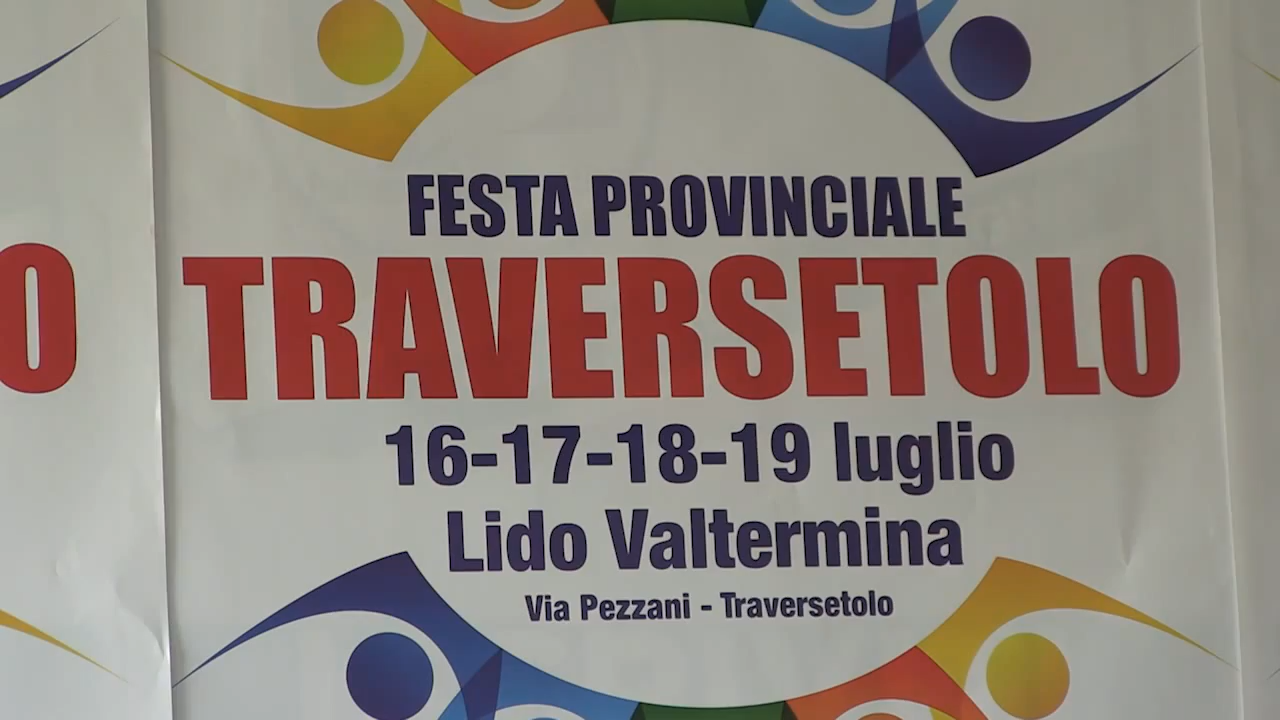 FESTA PROVINCIALE
O
TRAVERSETOLO
16-17-18-19 luglio
Lido Valtermina
Via Pezzani - Traversetolo